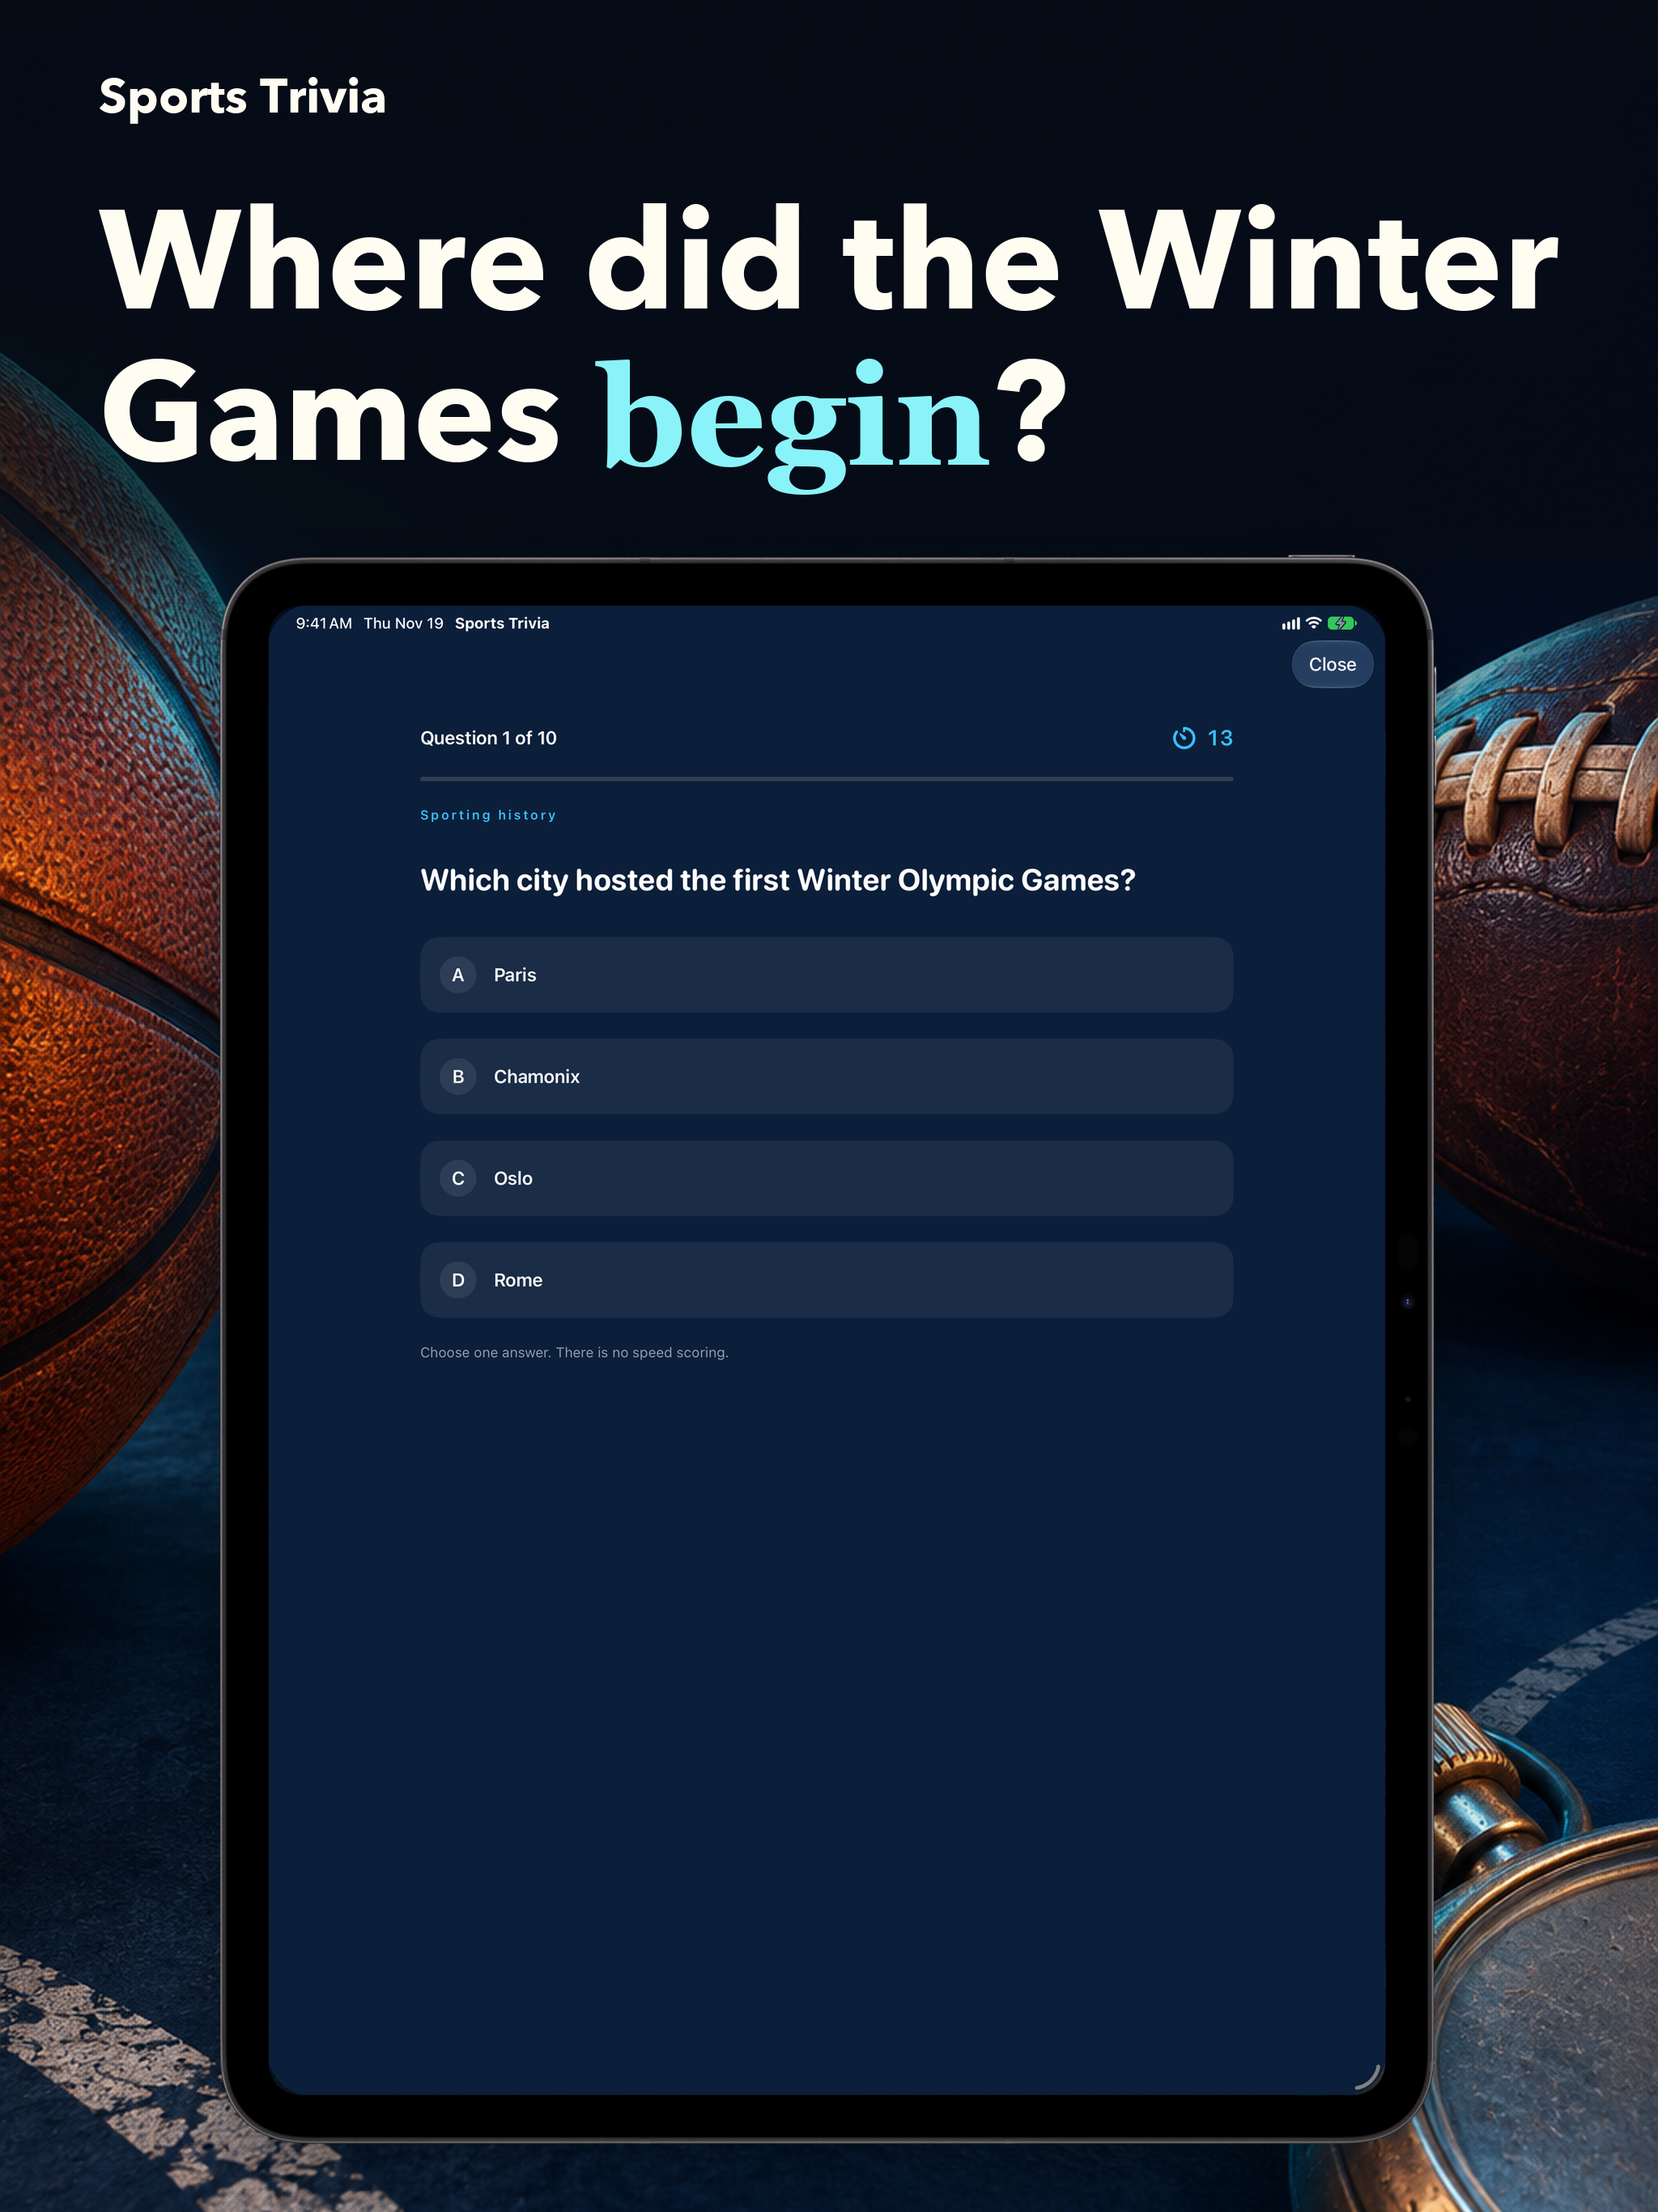 Sports Trivia
Where did the Winter
Games begin?
9:41 AM Thu Nov 19 Sports Trivia
Close
Question 1 of 10
13
Sporting history
Which city hosted the first Winter Olympic Games?
A Paris
B Chamonix
C Oslo
D Rome
Choose one answer. There is no speed scoring.